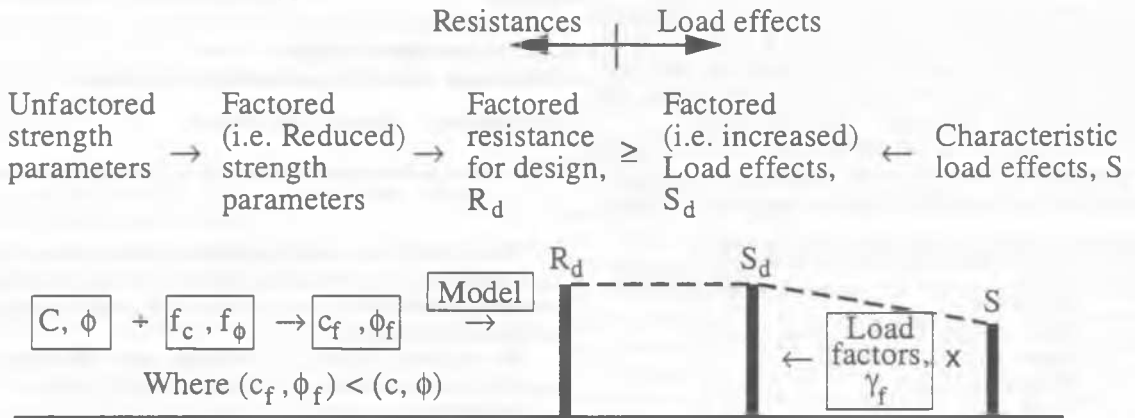 Resistances Load effects
Unfactored strength parameters → Factored (i.e. Reduced) strength parameters → Factored resistance for design, R_d ≥ Factored (i.e. increased) Load effects, S_d ← Characteristic load effects, S
R_d S_d S
C, ϕ + f_c , f_ϕ → c_f , ϕ_f Model → ← Load factors, γ_f x
Where (c_f , ϕ_f) < (c, ϕ)